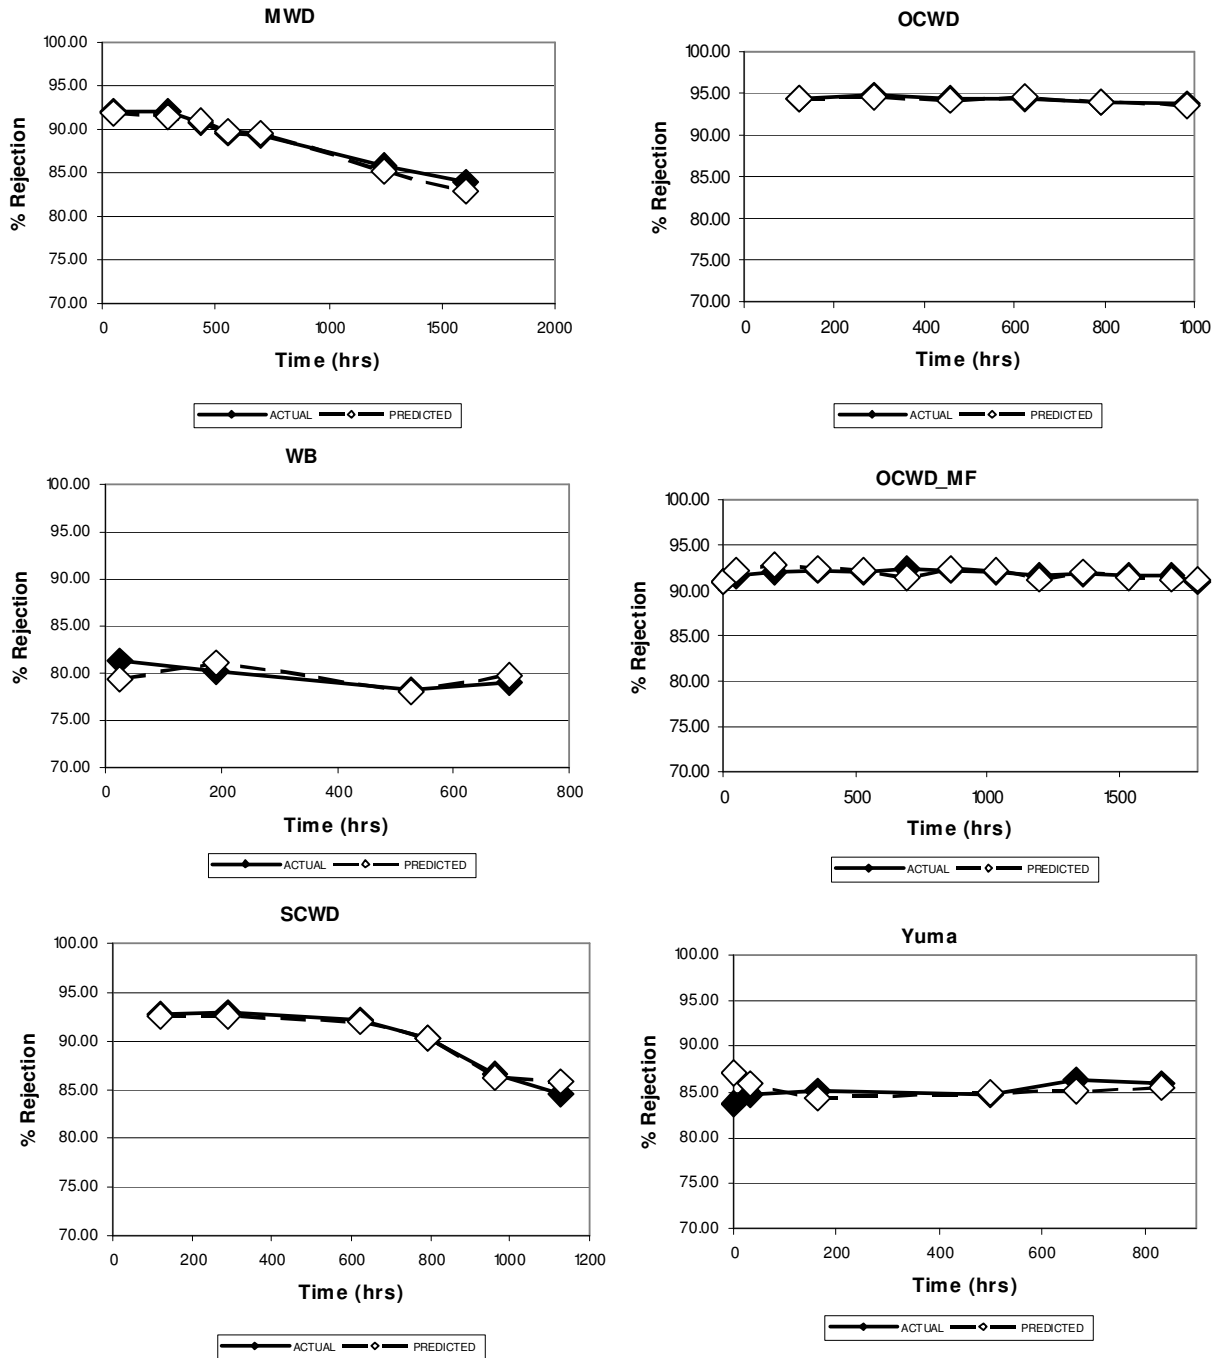 MWD
100.00
95.00
90.00
85.00
80.00
75.00
70.00
% Rejection
0 500 1000 1500 2000
Time (hrs)
ACTUAL PREDICTED
OCWD
100.00
95.00
90.00
85.00
80.00
75.00
70.00
% Rejection
0 200 400 600 800 1000
Time (hrs)
ACTUAL PREDICTED
WB
100.00
95.00
90.00
85.00
80.00
75.00
70.00
% Rejection
0 200 400 600 800
Time (hrs)
ACTUAL PREDICTED
OCWD_MF
100.00
95.00
90.00
85.00
80.00
75.00
70.00
% Rejection
0 500 1000 1500
Time (hrs)
ACTUAL PREDICTED
SCWD
100.00
95.00
90.00
85.00
80.00
75.00
70.00
% Rejection
0 200 400 600 800 1000 1200
Time (hrs)
ACTUAL PREDICTED
Yuma
100.00
95.00
90.00
85.00
80.00
75.00
70.00
% Rejection
0 200 400 600 800
Time (hrs)
ACTUAL PREDICTED